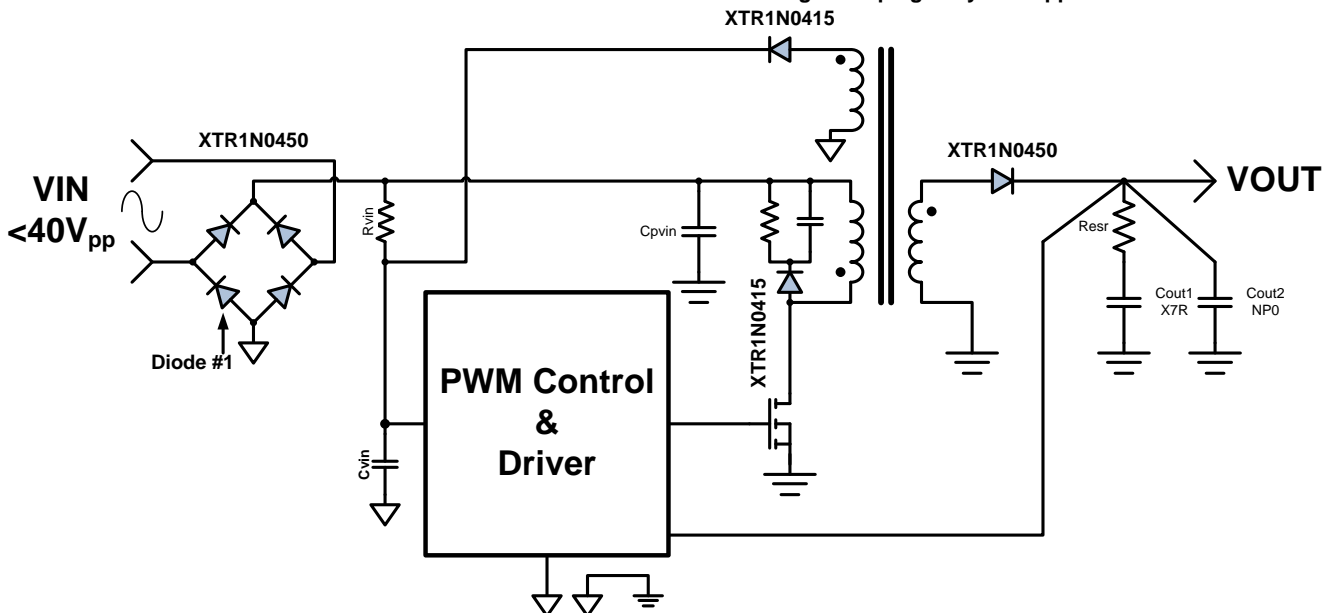 XTR1N0415
XTR1N0450
VIN
<40Vpp
Diode #1
Rvin
Cvin
PWM Control
&
Driver
Cpvin
XTR1N0415
XTR1N0450
VOUT
Resr
Cout1
X7R
Cout2
NP0